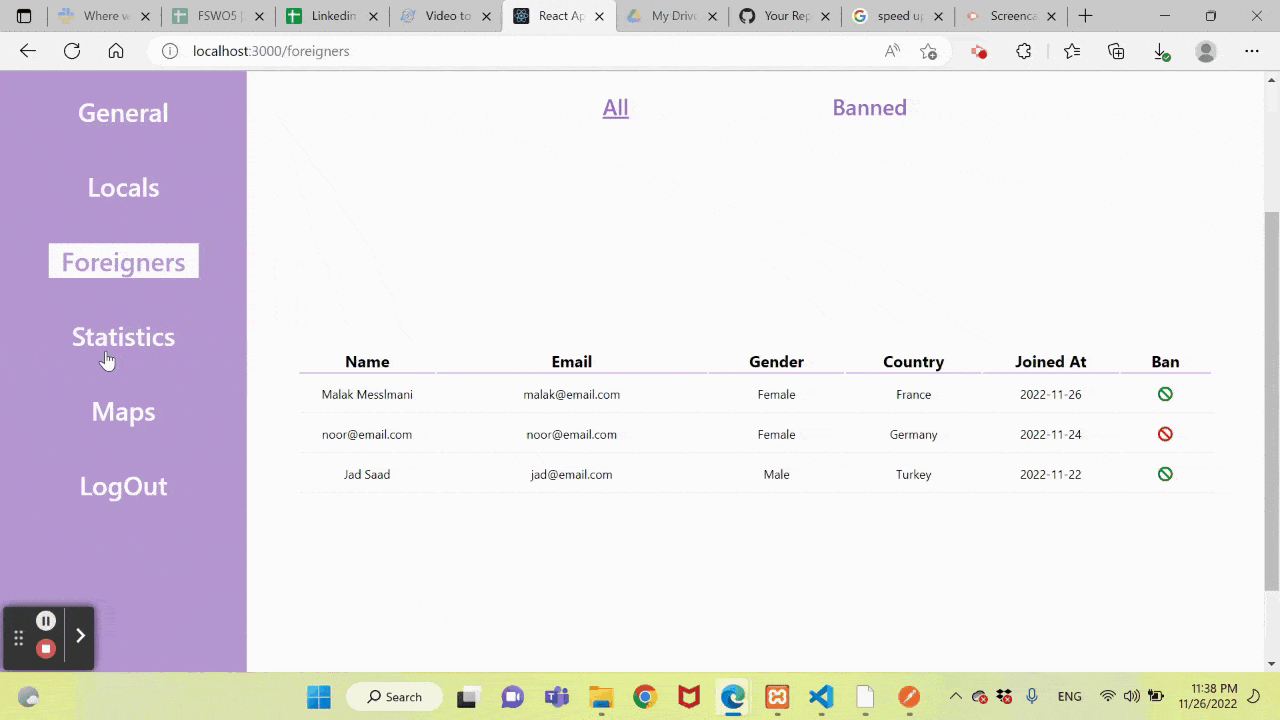 Where w
FSWO5
Linkedin
Video to
React Ap
My Drive
Your Rep
speed up
Screenca
localhost:3000/foreigners
General
Locals
Foreigners
Statistics
Maps
LogOut
All
Banned
Name Email Gender Country Joined At Ban
Malak Messlmani malak@email.com Female France 2022-11-26
noor@email.com noor@email.com Female Germany 2022-11-24
Jad Saad jad@email.com Male Turkey 2022-11-22
Search
ENG
11:38 PM
11/26/2022